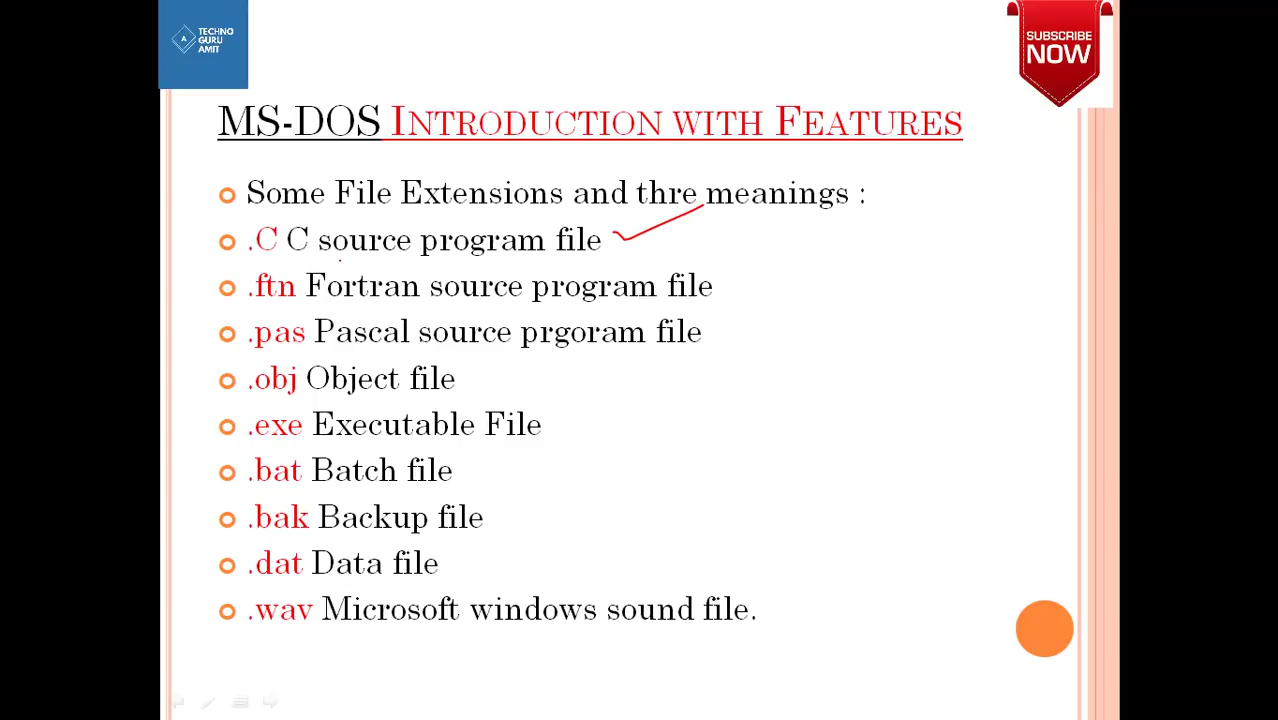 TECHNO
GURU
AMIT
SUBSCRIBE
NOW
MS-DOS INTRODUCTION WITH FEATURES
Some File Extensions and thre meanings :
.C C source program file
.ftn Fortran source program file
.pas Pascal source prgoram file
.obj Object file
.exe Executable File
.bat Batch file
.bak Backup file
.dat Data file
.wav Microsoft windows sound file.